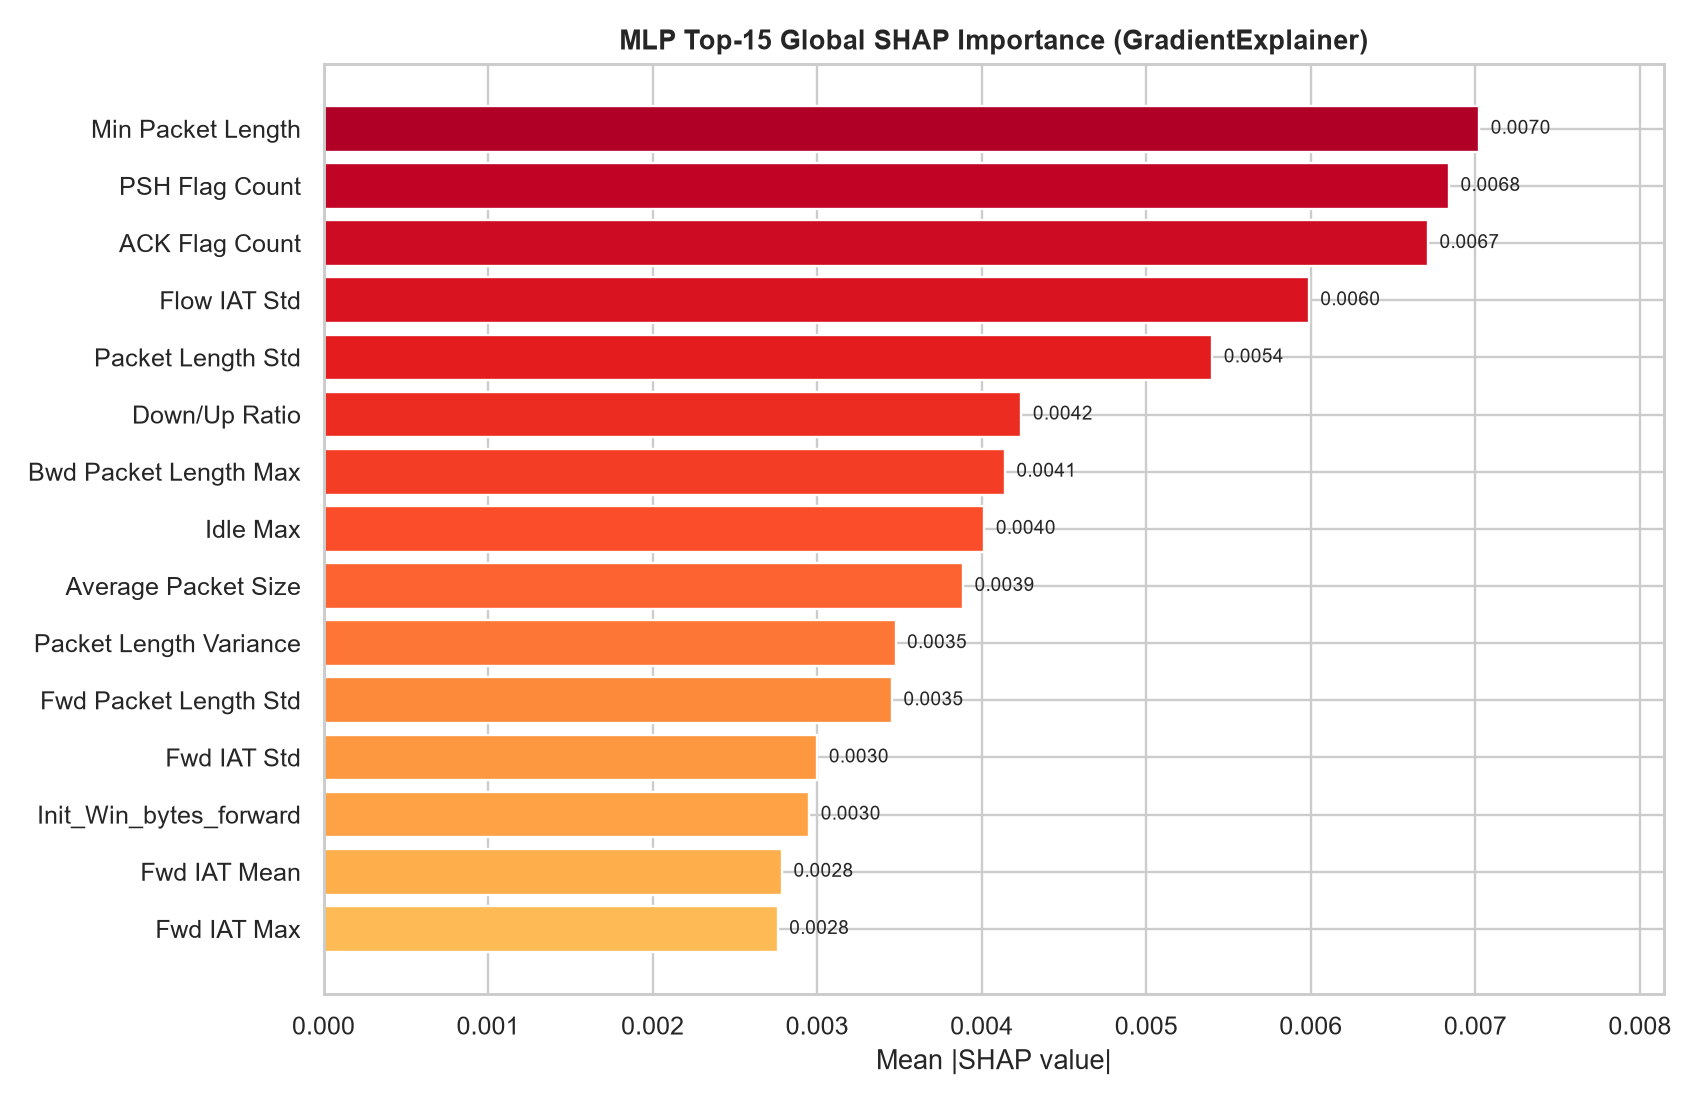 MLP Top-15 Global SHAP Importance (GradientExplainer)
Min Packet Length 0.0070
PSH Flag Count 0.0068
ACK Flag Count 0.0067
Flow IAT Std 0.0060
Packet Length Std 0.0054
Down/Up Ratio 0.0042
Bwd Packet Length Max 0.0041
Idle Max 0.0040
Average Packet Size 0.0039
Packet Length Variance 0.0035
Fwd Packet Length Std 0.0035
Fwd IAT Std 0.0030
Init_Win_bytes_forward 0.0030
Fwd IAT Mean 0.0028
Fwd IAT Max 0.0028
0.000 0.001 0.002 0.003 0.004 0.005 0.006 0.007 0.008
Mean |SHAP value|